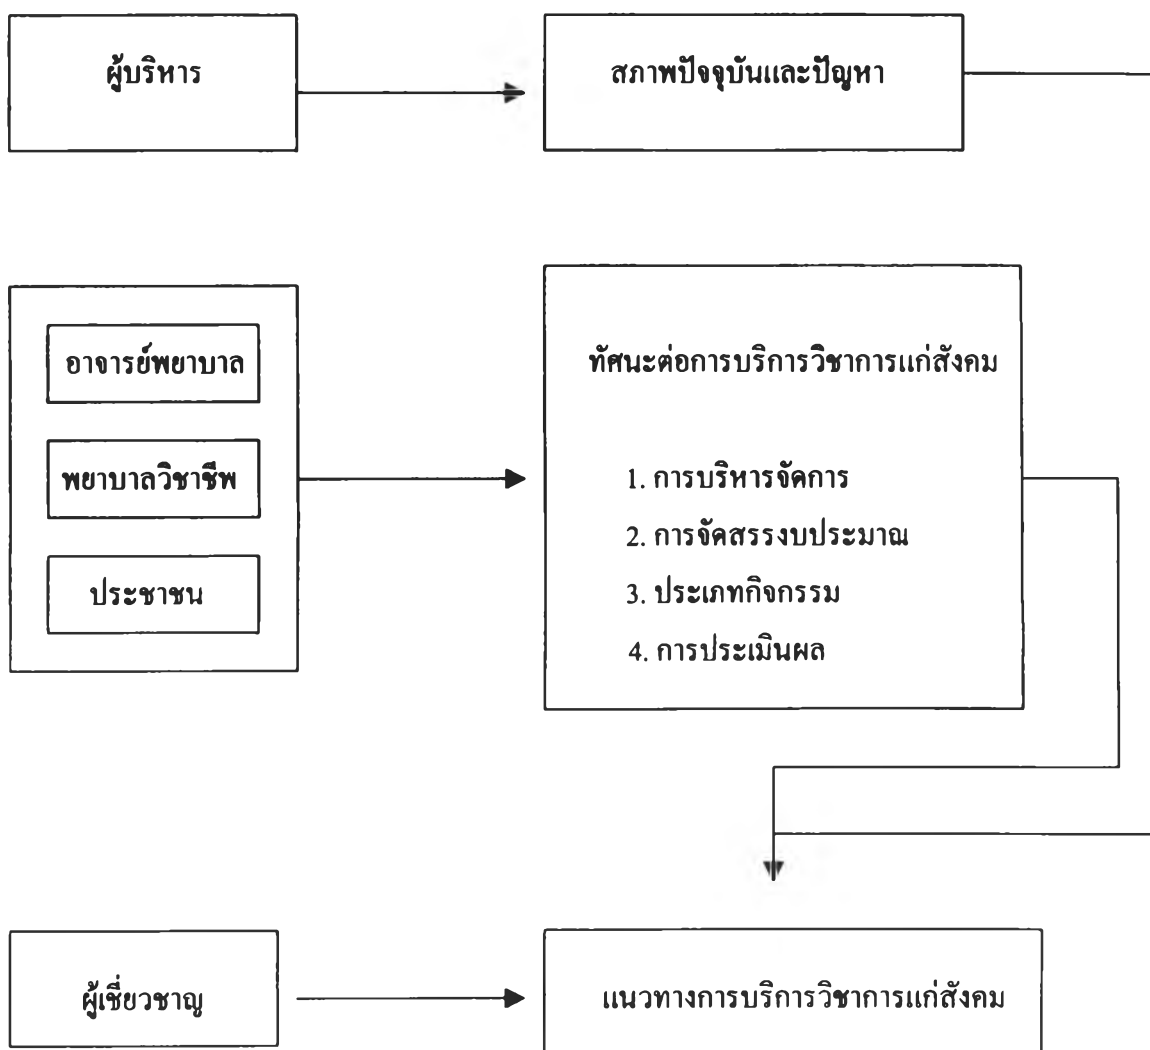 ผู้บริหาร
สภาพปัจจุบันและปัญหา
อาจารย์พยาบาล
พยาบาลวิชาชีพ
ประชาชน
ทัศนะต่อการบริการวิชาการแก่สังคม
1. การบริหารจัดการ
2. การจัดสรรงบประมาณ
3. ประเภทกิจกรรม
4. การประเมินผล
ผู้เชี่ยวชาญ
แนวทางการบริการวิชาการแก่สังคม